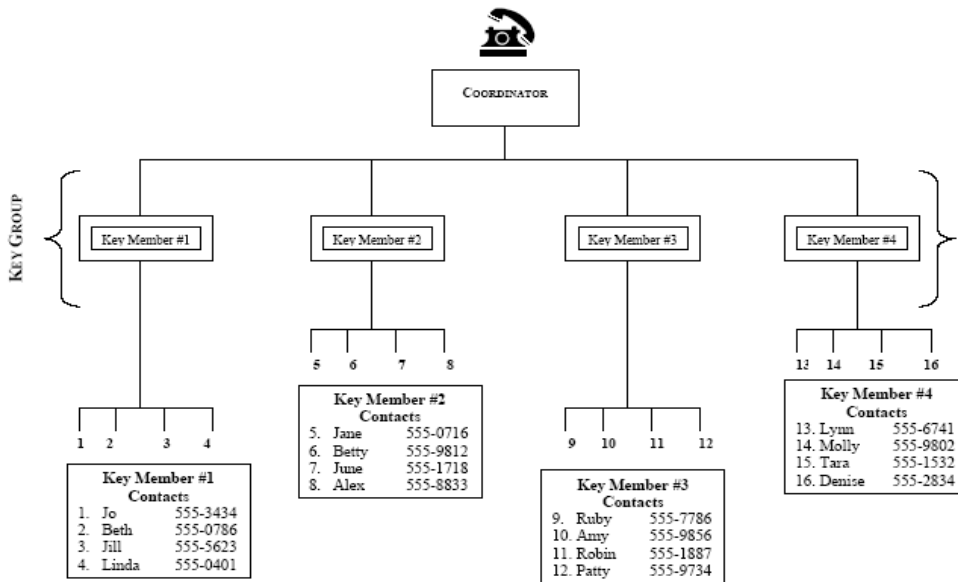 COORDINATOR
KEY GROUP
Key Member #1
Key Member #2
Key Member #3
Key Member #4
1 2 3 4
Key Member #1
Contacts
1. Jo 555-3434
2. Beth 555-0786
3. Jill 555-5623
4. Linda 555-0401
5 6 7 8
Key Member #2
Contacts
5. Jane 555-0716
6. Betty 555-9812
7. June 555-1718
8. Alex 555-8833
9 10 11 12
Key Member #3
Contacts
9. Ruby 555-7786
10. Amy 555-9856
11. Robin 555-1887
12. Patty 555-9734
13 14 15 16
Key Member #4
Contacts
13. Lynn 555-6741
14. Molly 555-9802
15. Tara 555-1532
16. Denise 555-2834